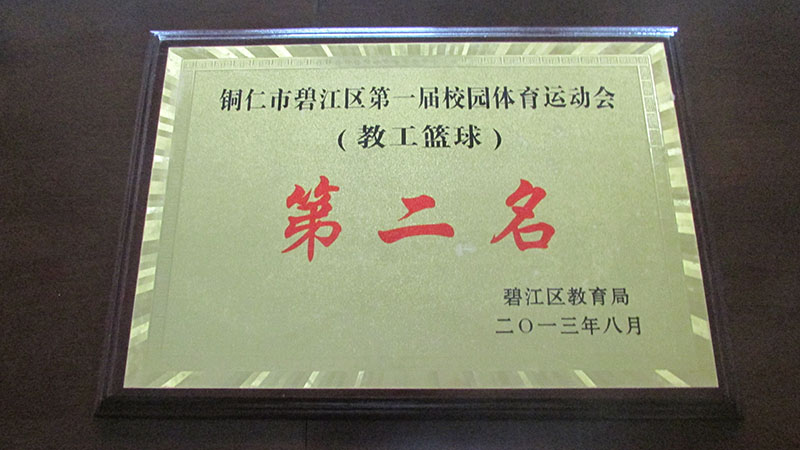 铜仁市碧江区第一届校园体育运动会
(教工篮球)
第二名
碧江区教育局
二〇一三年八月